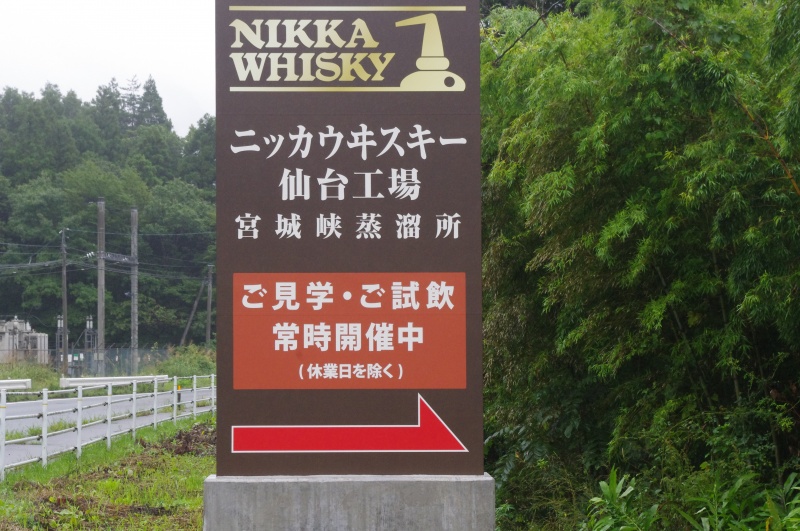 NIKKA
WHISKY
ニッカウヰスキー
仙台工場
宮城峡蒸溜所
ご見学・ご試飲
常時開催中
(休業日を除く)